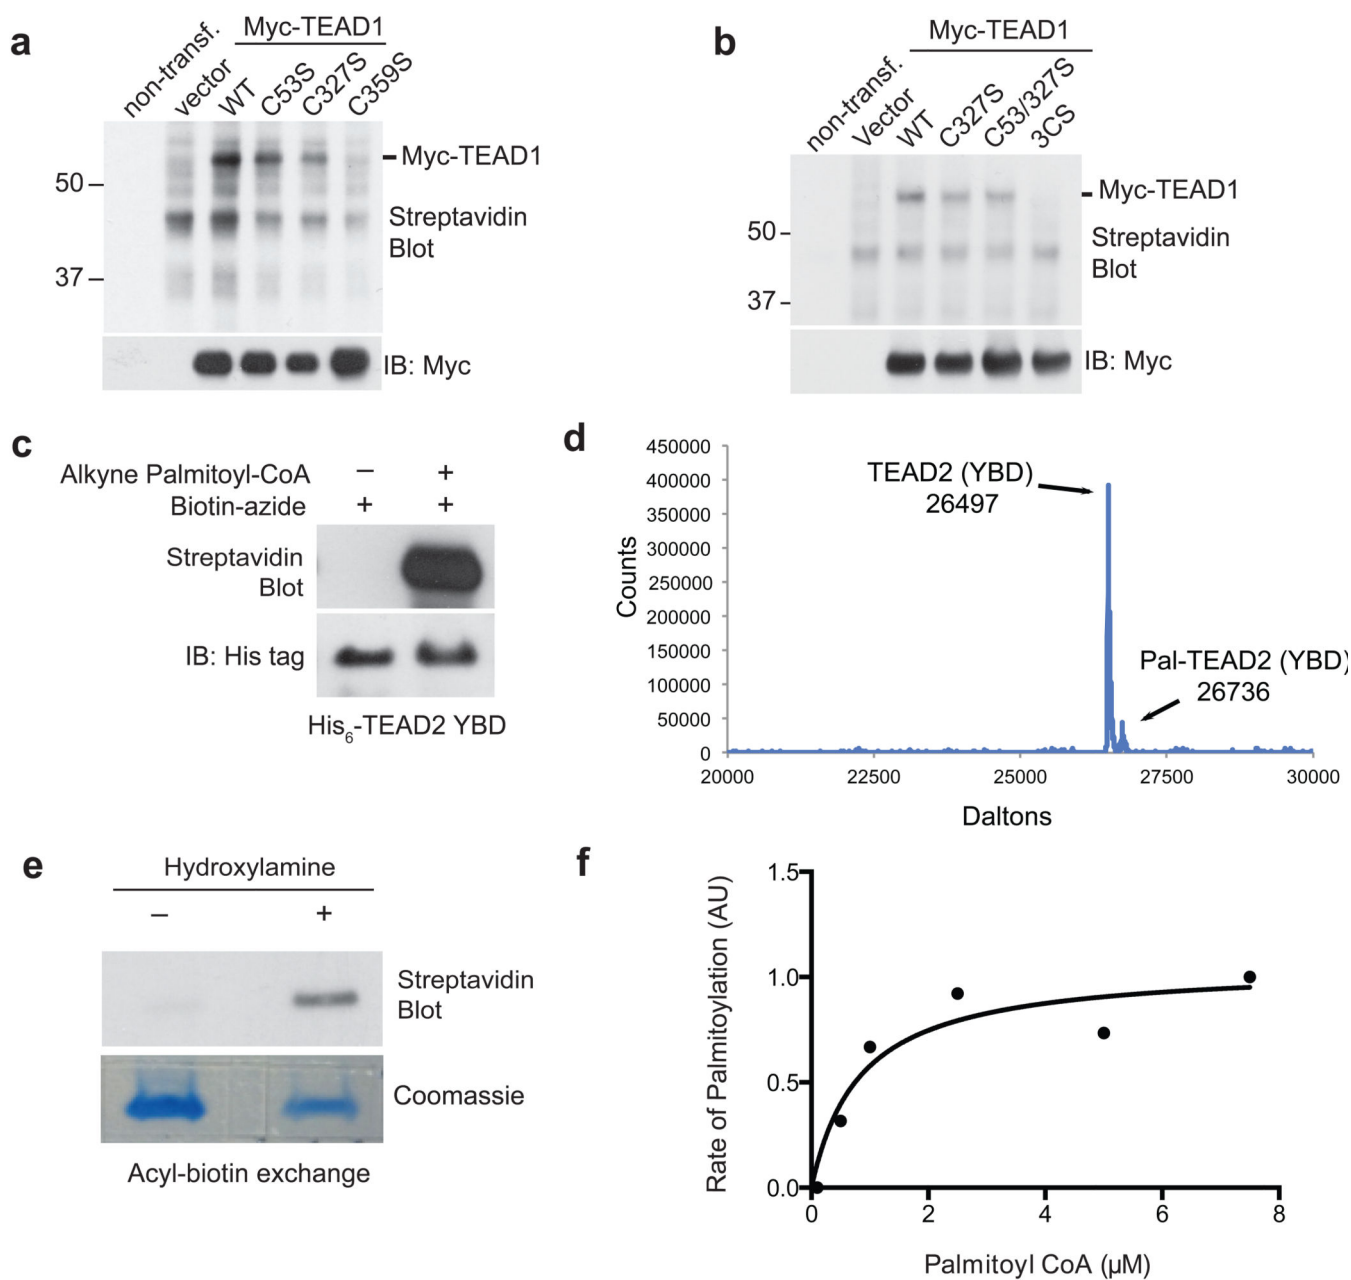 a
Myc-TEAD1
non-transf.
vector
WT
C53S
C327S
C359S
Myc-TEAD1
50
Streptavidin
Blot
37
IB: Myc
b
Myc-TEAD1
non-transf.
Vector
WT
C327S
C53/327S
3CS
Myc-TEAD1
50
Streptavidin
Blot
37
IB: Myc
c
Alkyne Palmitoyl-CoA – +
Biotin-azide + +
Streptavidin
Blot
IB: His tag
His6-TEAD2 YBD
d
450000
400000
350000
300000
250000
200000
150000
100000
50000
0
Counts
TEAD2 (YBD)
26497
Pal-TEAD2 (YBD)
26736
20000 22500 25000 27500 30000
Daltons
e
Hydroxylamine
– +
Streptavidin
Blot
Coomassie
Acyl-biotin exchange
f
Rate of Palmitoylation (AU)
1.5
1.0
0.5
0.0
0 2 4 6 8
Palmitoyl CoA (µM)